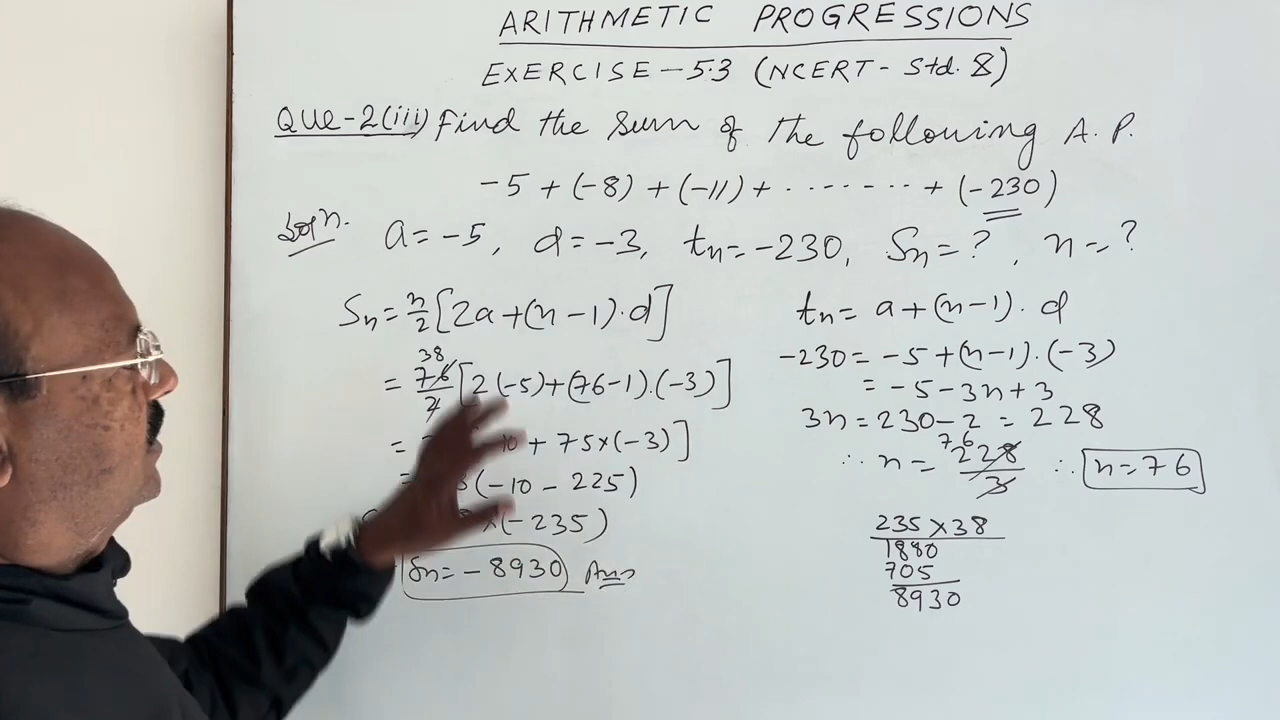 ARITHMETIC PROGRESSIONS
EXERCISE-5.3 (NCERT- Std. 8)
QUE-2(iii) Find the sum of the following A.P.
-5 + (-8) + (-11) + ........ + (-230)
Soln. a = -5, d = -3, tn = -230, Sn = ?, n = ?
Sn = n/2 [2a + (n-1)·d]
= 76/2 [2(-5) + (76-1)·(-3)]
38
= 10 + 75×(-3)]
= (-10 - 225)
×(-235)
Sn = -8930 Ans
tn = a + (n-1)·d
-230 = -5 + (n-1)·(-3)
= -5 - 3n + 3
3n = 230 - 2 = 228
∴ n = 228/3 ∴ n = 76
76
235 × 38
1880
705
8930